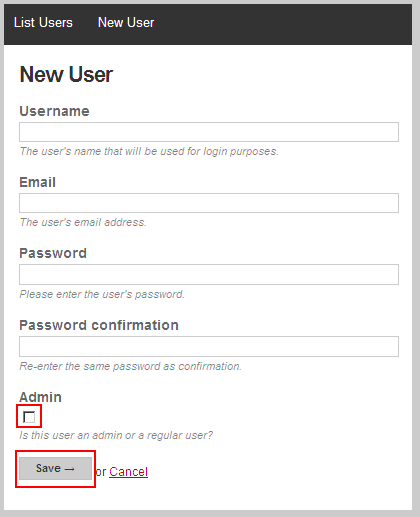 List Users New User
New User
Username
The user's name that will be used for login purposes.
Email
The user's email address.
Password
Please enter the user's password.
Password confirmation
Re-enter the same password as confirmation.
Admin
Is this user an admin or a regular user?
Save → or Cancel